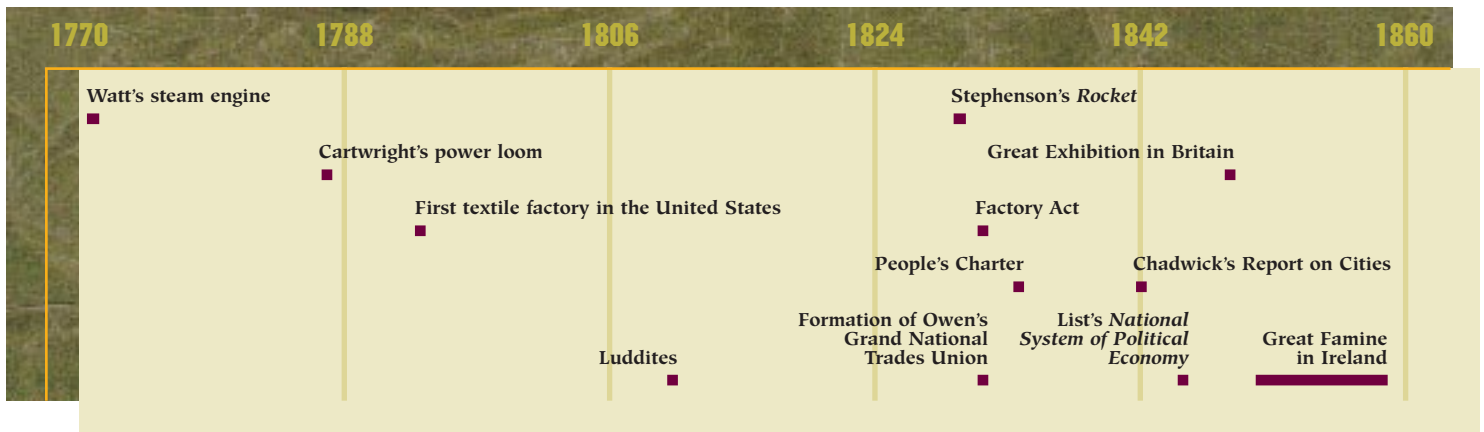 1770 1788 1806 1824 1842 1860
Watt's steam engine
Stephenson's Rocket
Cartwright's power loom
Great Exhibition in Britain
First textile factory in the United States
Factory Act
People's Charter
Chadwick's Report on Cities
Formation of Owen's
Grand National
Trades Union
List's National
System of Political
Economy
Great Famine
in Ireland
Luddites